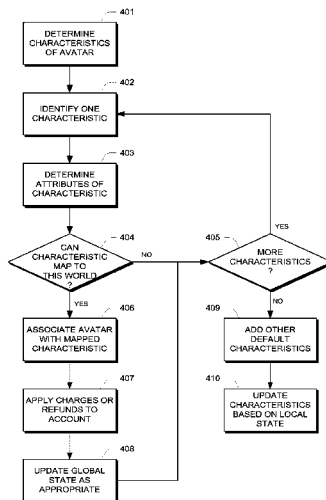 401
DETERMINE
CHARACTERISTICS
OF AVATAR
402
IDENTIFY ONE
CHARACTERISTIC
403
DETERMINE
ATTRIBUTES OF
CHARACTERISTIC
404
CAN
CHARACTERISTIC
MAP TO
THIS WORLD
?
NO
YES
406
ASSOCIATE AVATAR
WITH MAPPED
CHARACTERISTIC
407
APPLY CHARGES OR
REFUNDS TO
ACCOUNT
408
UPDATE GLOBAL
STATE AS
APPROPRIATE
405
MORE
CHARACTERISTICS
?
YES
NO
409
ADD OTHER
DEFAULT
CHARACTERISTICS
410
UPDATE
CHARACTERISTICS
BASED ON LOCAL
STATE